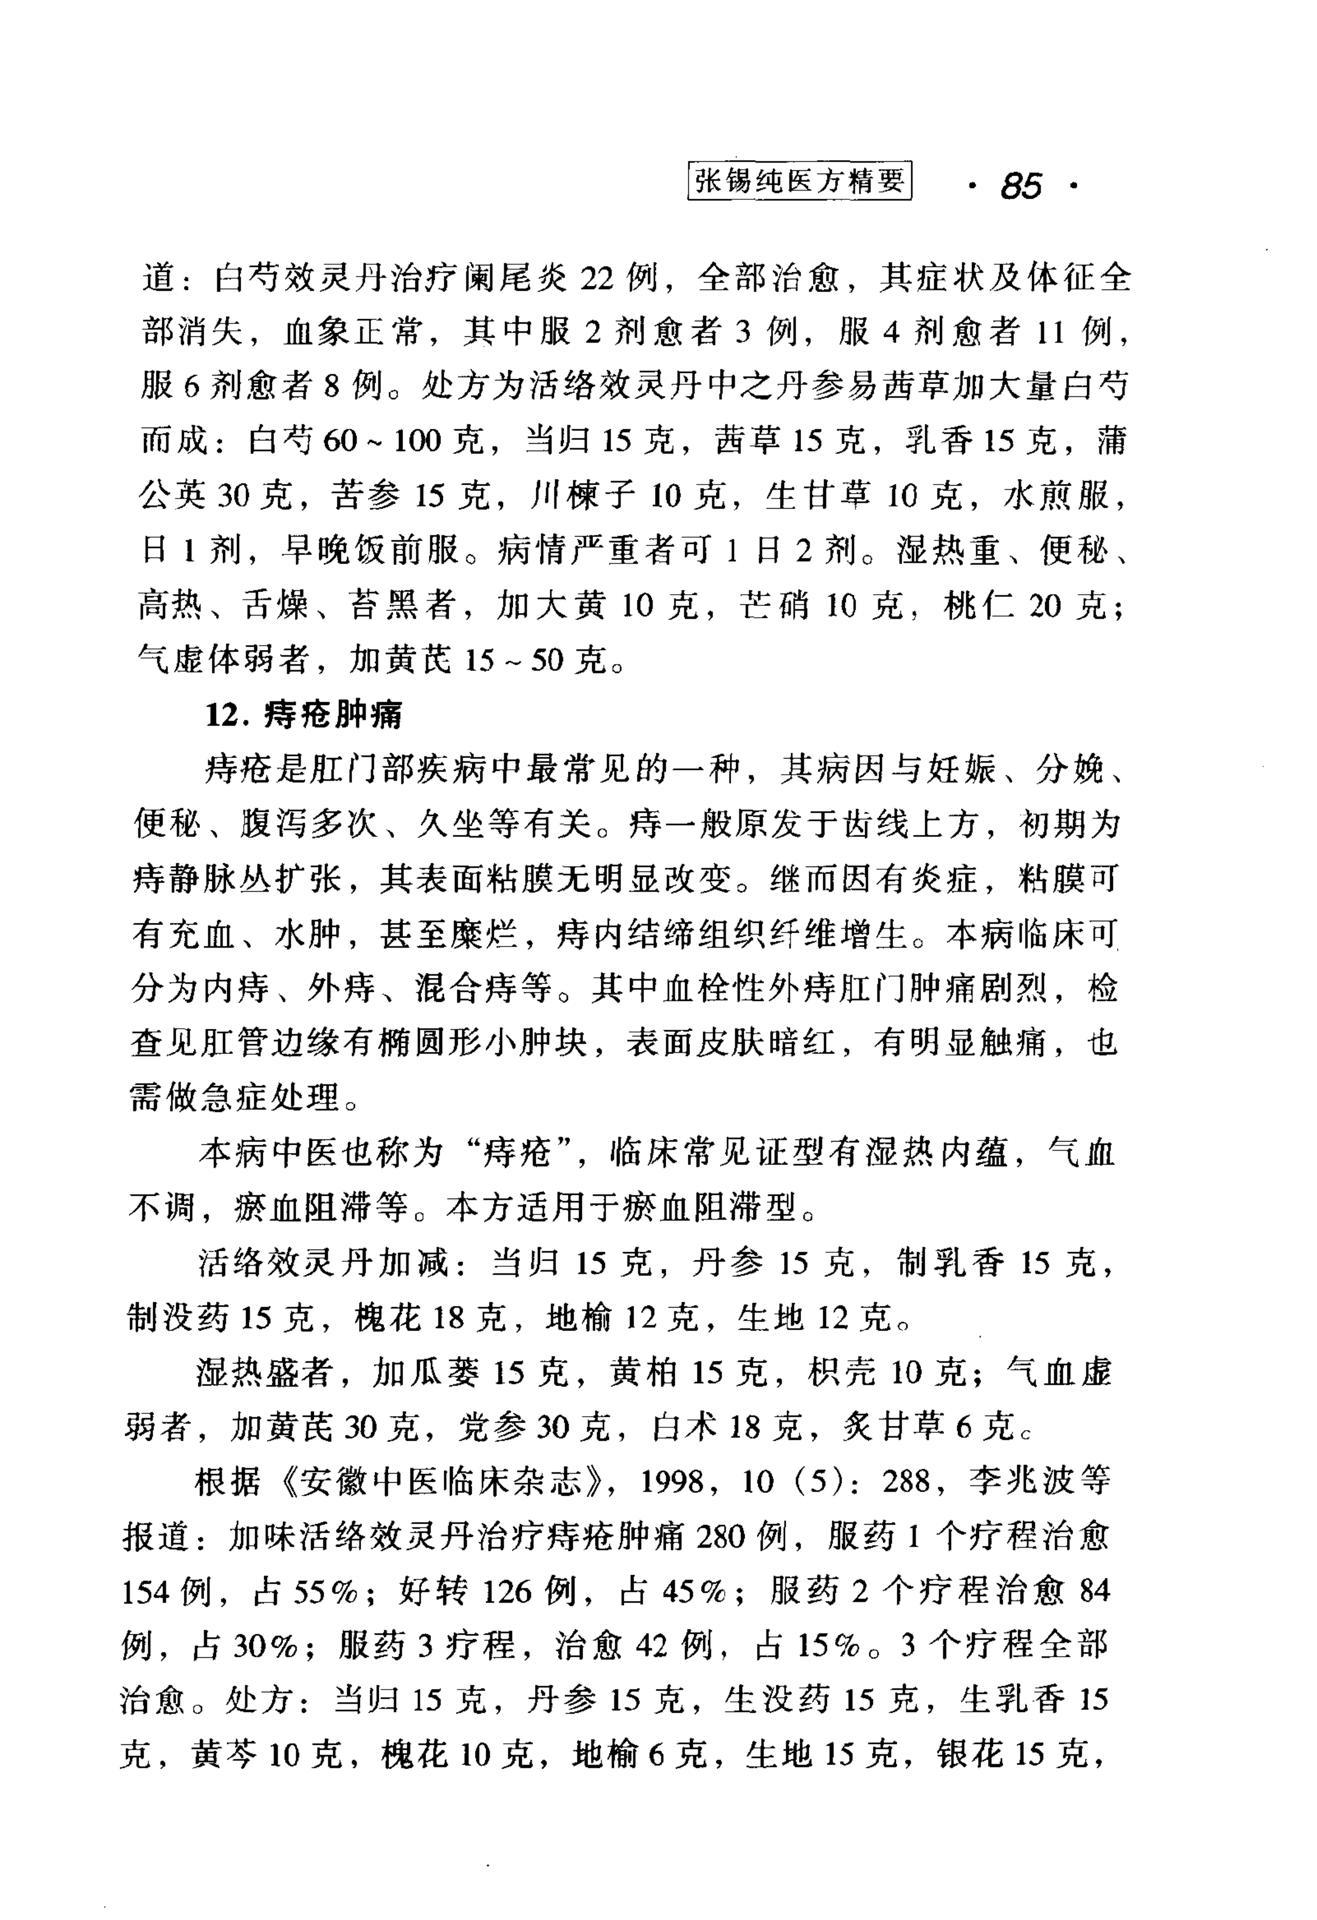 张锡纯医方精要 · 85 ·
道：白芍效灵丹治疗阑尾炎 22 例，全部治愈，其症状及体征全
部消失，血象正常，其中服 2 剂愈者 3 例，服 4 剂愈者 11 例，
服 6 剂愈者 8 例。处方为活络效灵丹中之丹参易茜草加大量白芍
而成：白芍 60～100 克，当归 15 克，茜草 15 克，乳香 15 克，蒲
公英 30 克，苦参 15 克，川楝子 10 克，生甘草 10 克，水煎服，
日 1 剂，早晚饭前服。病情严重者可 1 日 2 剂。湿热重、便秘、
高热、舌燥、苔黑者，加大黄 10 克，芒硝 10 克，桃仁 20 克；
气虚体弱者，加黄芪 15～50 克。
12. 痔疮肿痛
痔疮是肛门部疾病中最常见的一种，其病因与妊娠、分娩、
便秘、腹泻多次、久坐等有关。痔一般原发于齿线上方，初期为
痔静脉丛扩张，其表面粘膜无明显改变。继而因有炎症，粘膜可
有充血、水肿，甚至糜烂，痔内结缔组织纤维增生。本病临床可
分为内痔、外痔、混合痔等。其中血栓性外痔肛门肿痛剧烈，检
查见肛管边缘有椭圆形小肿块，表面皮肤暗红，有明显触痛，也
需做急症处理。
本病中医也称为“痔疮”，临床常见证型有湿热内蕴，气血
不调，瘀血阻滞等。本方适用于瘀血阻滞型。
活络效灵丹加减：当归 15 克，丹参 15 克，制乳香 15 克，
制没药 15 克，槐花 18 克，地榆 12 克，生地 12 克。
湿热盛者，加瓜蒌 15 克，黄柏 15 克，枳壳 10 克；气血虚
弱者，加黄芪 30 克，党参 30 克，白术 18 克，炙甘草 6 克。
根据《安徽中医临床杂志》，1998，10（5）：288，李兆波等
报道：加味活络效灵丹治疗痔疮肿痛 280 例，服药 1 个疗程治愈
154 例，占 55%；好转 126 例，占 45%；服药 2 个疗程治愈 84
例，占 30%；服药 3 疗程，治愈 42 例，占 15%。3 个疗程全部
治愈。处方：当归 15 克，丹参 15 克，生没药 15 克，生乳香 15
克，黄芩 10 克，槐花 10 克，地榆 6 克，生地 15 克，银花 15 克，